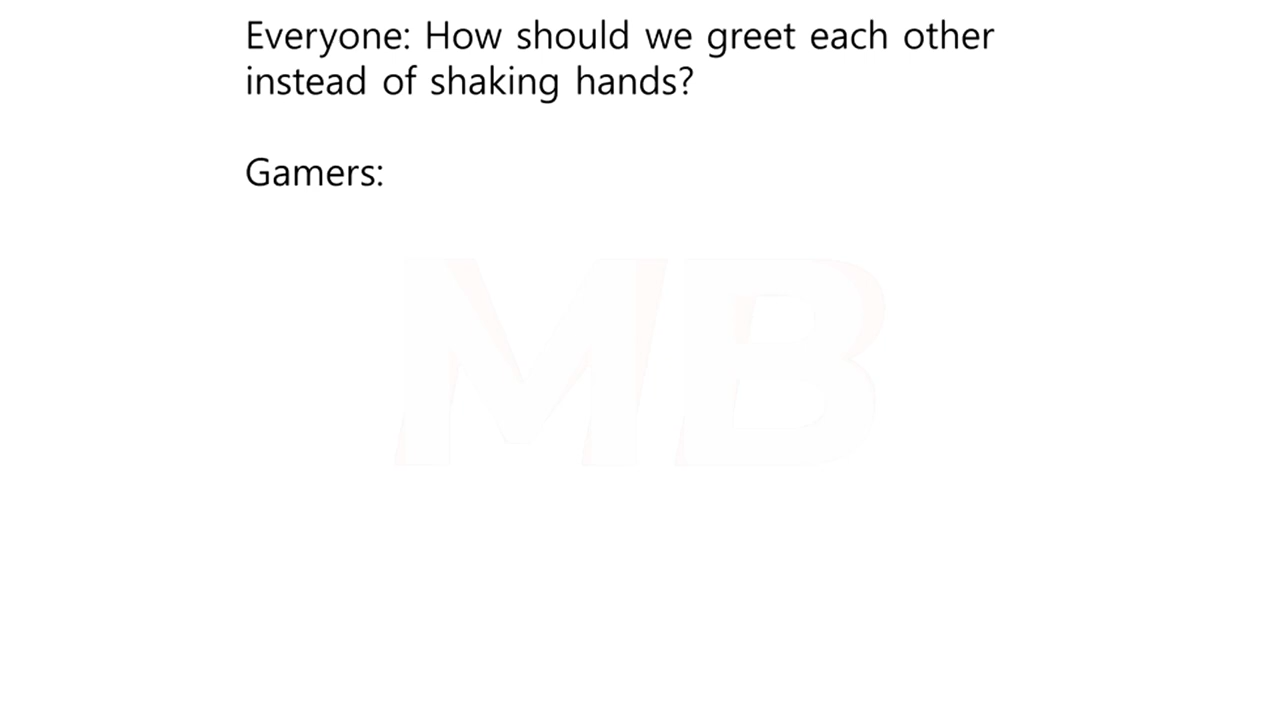 Everyone: How should we greet each other
instead of shaking hands?
Gamers:
MB